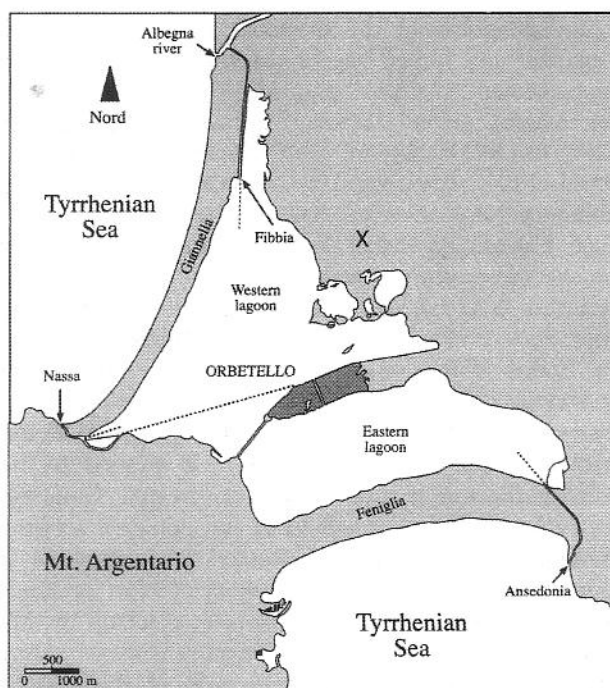 Albegna
river
Nord
Tyrrhenian
Sea
Giannella
Fibbia
X
Western
lagoon
ORBETELLO
Nassa
Eastern
lagoon
Feniglia
Mt. Argentario
Ansedonia
Tyrrhenian
Sea
500
0 1000 m